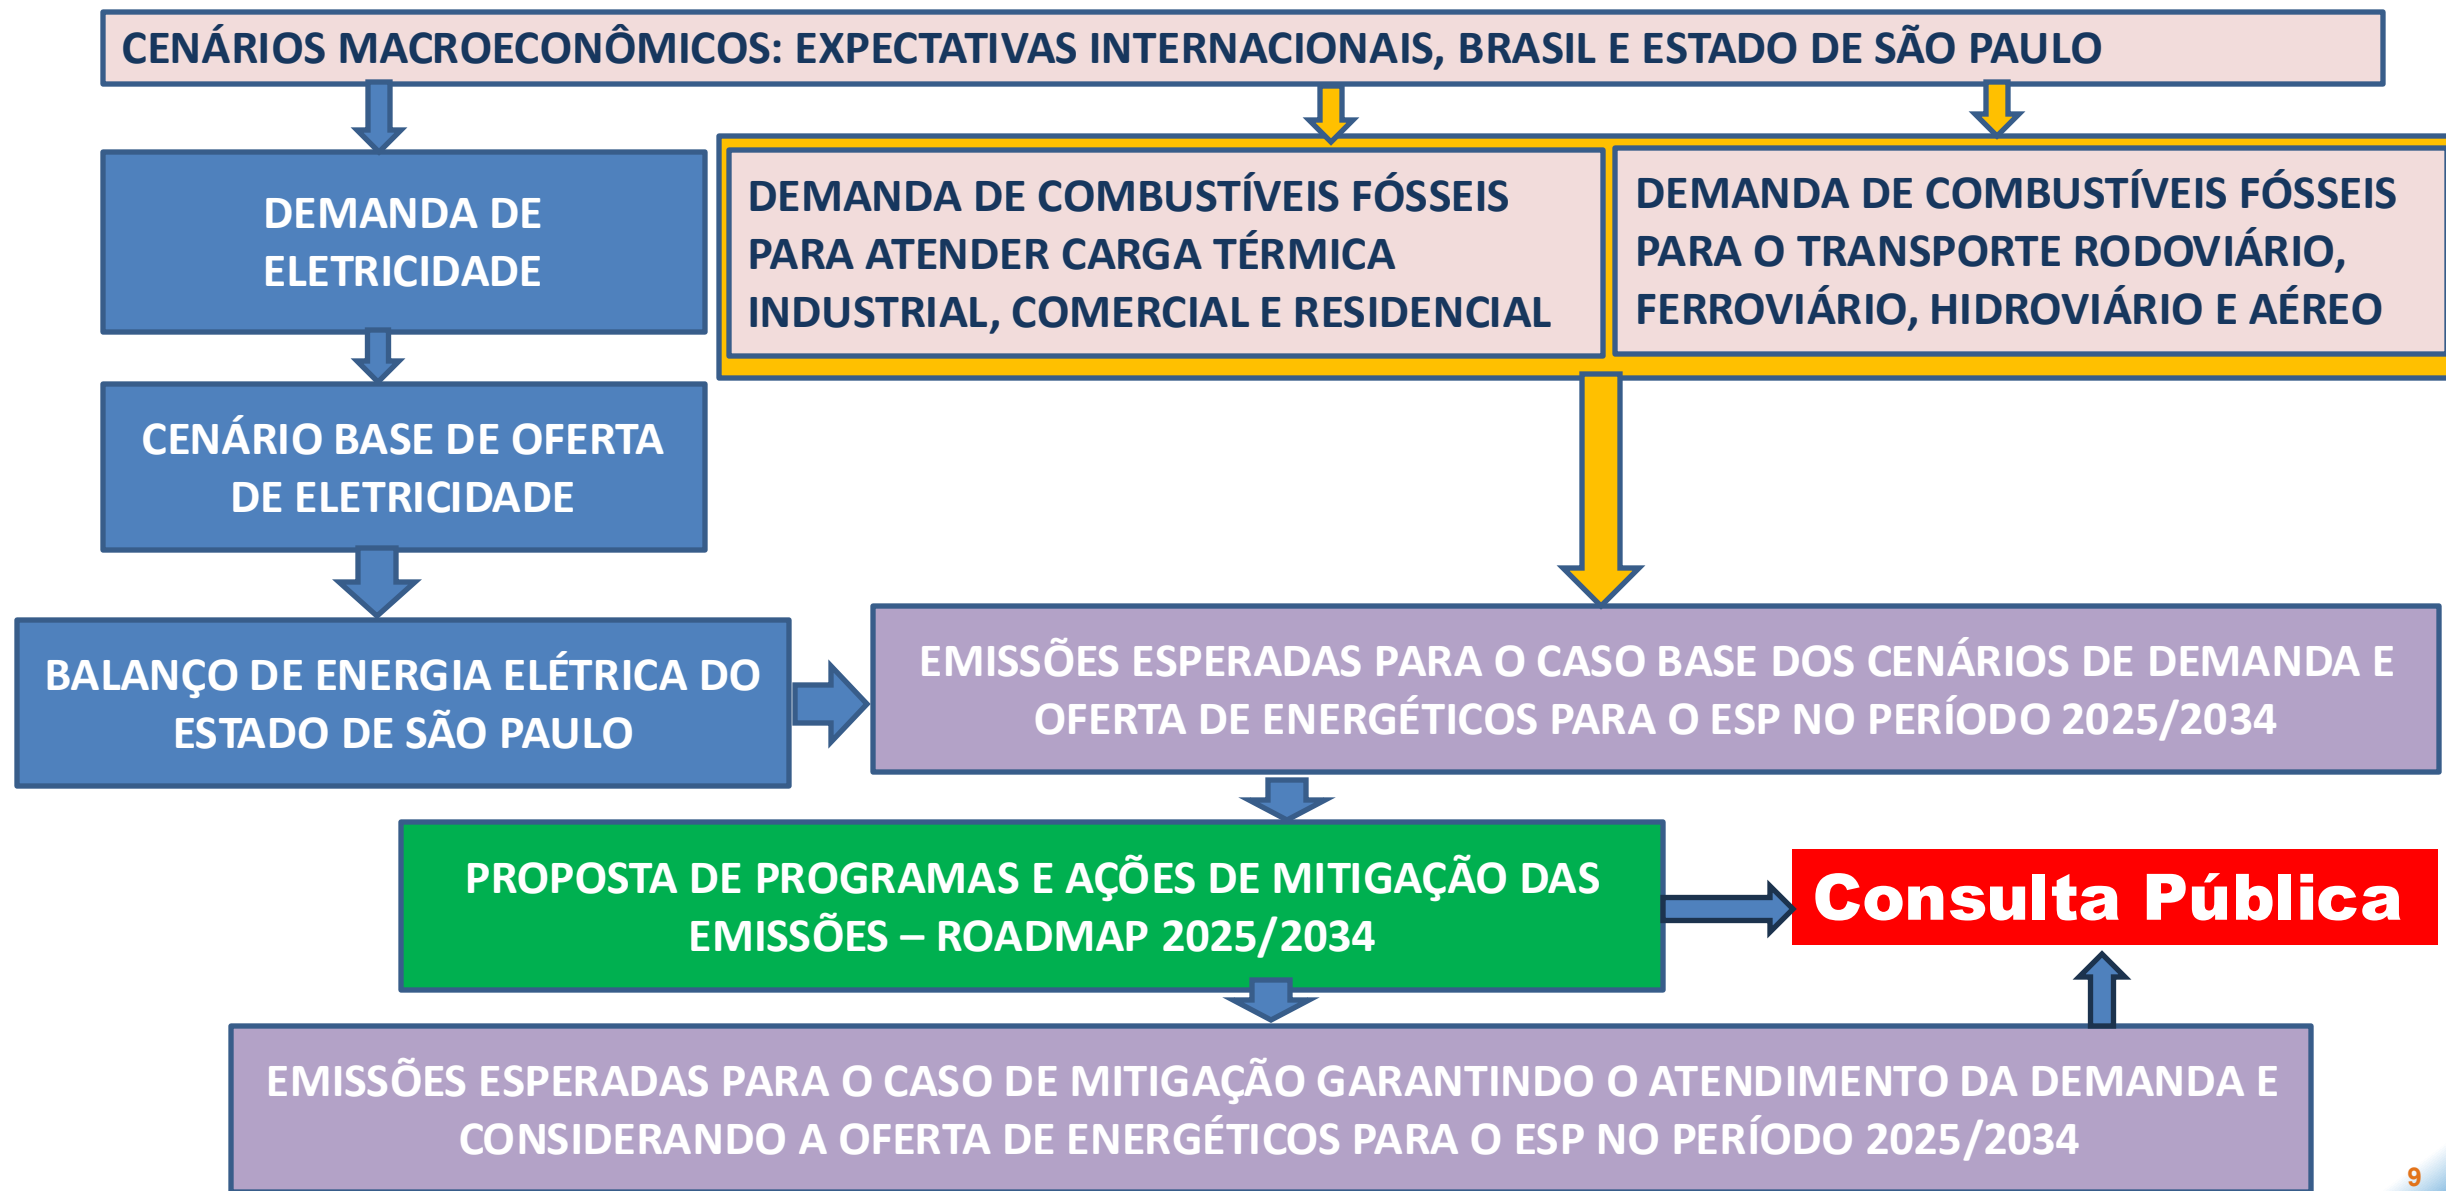 CENÁRIOS MACROECONÔMICOS: EXPECTATIVAS INTERNACIONAIS, BRASIL E ESTADO DE SÃO PAULO
DEMANDA DE
ELETRICIDADE
DEMANDA DE COMBUSTÍVEIS FÓSSEIS
PARA ATENDER CARGA TÉRMICA
INDUSTRIAL, COMERCIAL E RESIDENCIAL
DEMANDA DE COMBUSTÍVEIS FÓSSEIS
PARA O TRANSPORTE RODOVIÁRIO,
FERROVIÁRIO, HIDROVIÁRIO E AÉREO
CENÁRIO BASE DE OFERTA
DE ELETRICIDADE
BALANÇO DE ENERGIA ELÉTRICA DO
ESTADO DE SÃO PAULO
EMISSÕES ESPERADAS PARA O CASO BASE DOS CENÁRIOS DE DEMANDA E
OFERTA DE ENERGÉTICOS PARA O ESP NO PERÍODO 2025/2034
PROPOSTA DE PROGRAMAS E AÇÕES DE MITIGAÇÃO DAS
EMISSÕES – ROADMAP 2025/2034
Consulta Pública
EMISSÕES ESPERADAS PARA O CASO DE MITIGAÇÃO GARANTINDO O ATENDIMENTO DA DEMANDA E
CONSIDERANDO A OFERTA DE ENERGÉTICOS PARA O ESP NO PERÍODO 2025/2034
9